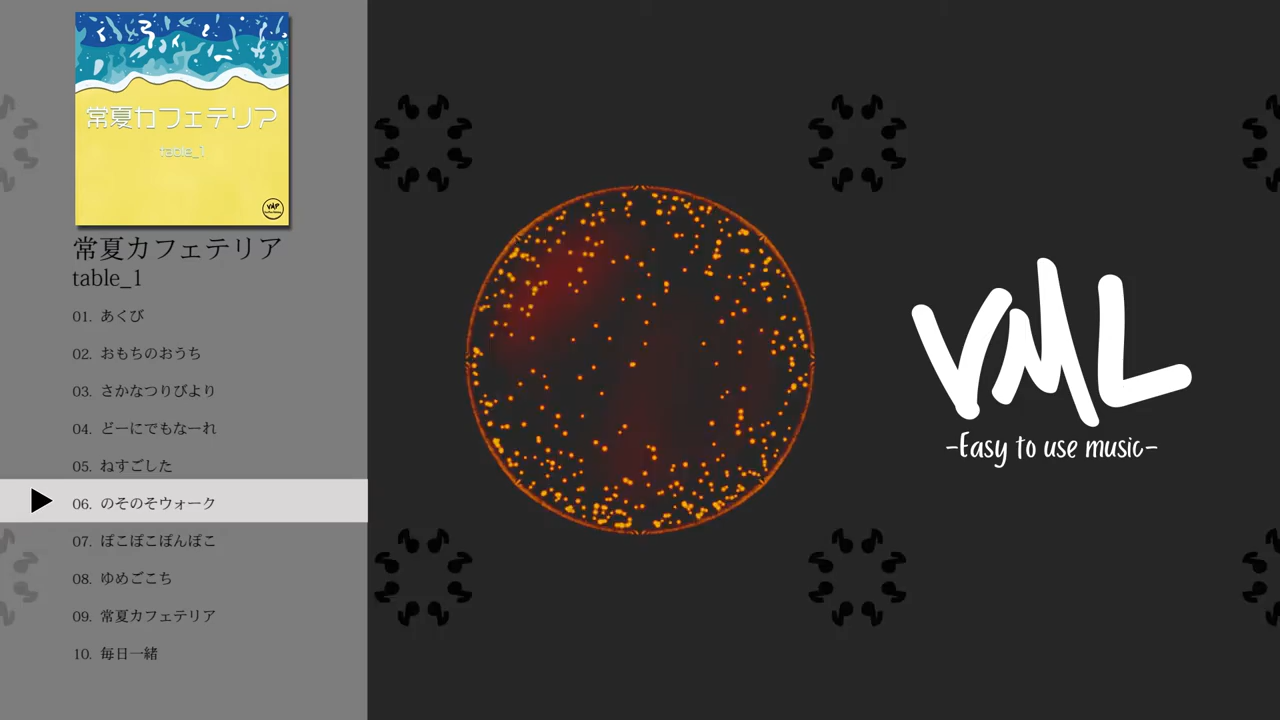 常夏カフェテリア
table_1
常夏カフェテリア
table_1
01. あくび
02. おもちのおうち
03. さかなつりびより
04. どーにでもなーれ
05. ねすごした
06. のそのそウォーク
07. ぽこぽこぽんぽこ
08. ゆめごこち
09. 常夏カフェテリア
10. 毎日一緒
VML
-Easy to use music-